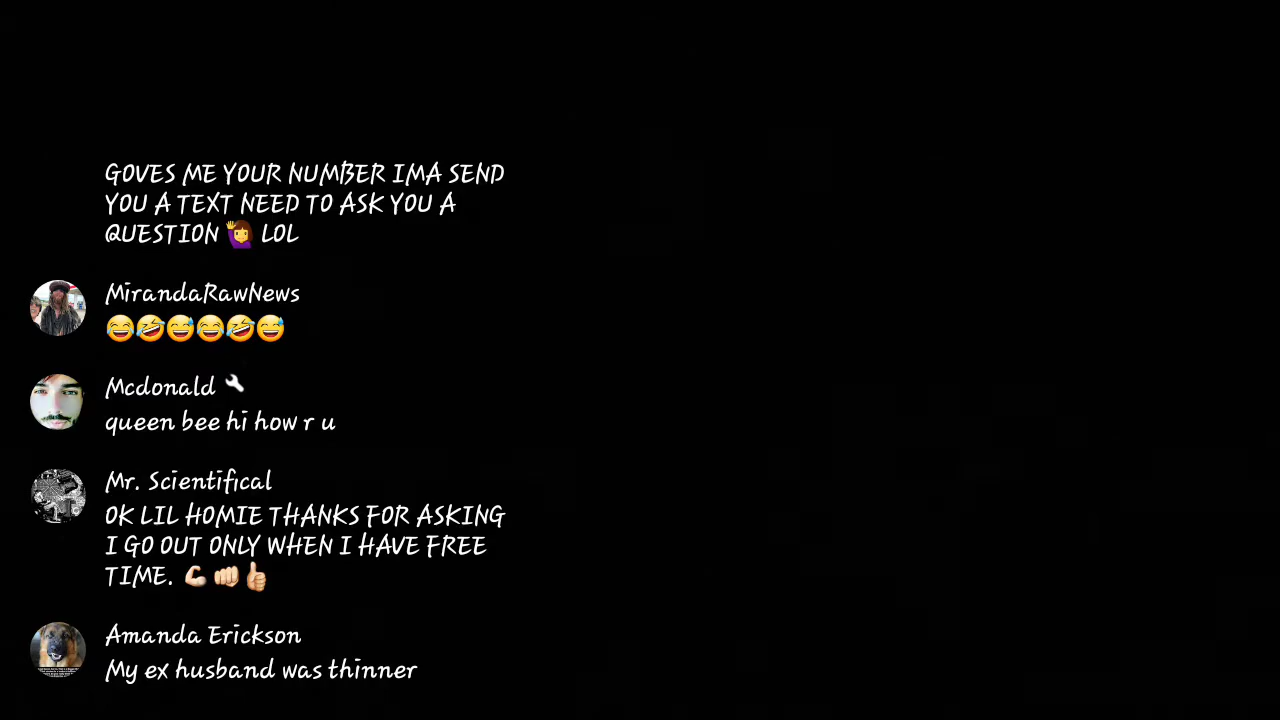 GOVES ME YOUR NUMBER IMA SEND
YOU A TEXT NEED TO ASK YOU A
QUESTION 🙋‍♀️ LOL
MirandaRawNews
😂🤣😅😂🤣😅
Mcdonald 🔧
queen bee hi how r u
Mr. Scientifical
OK LIL HOMIE THANKS FOR ASKING
I GO OUT ONLY WHEN I HAVE FREE
TIME. 💪🏼👊🏼👍🏼
Amanda Erickson
My ex husband was thinner